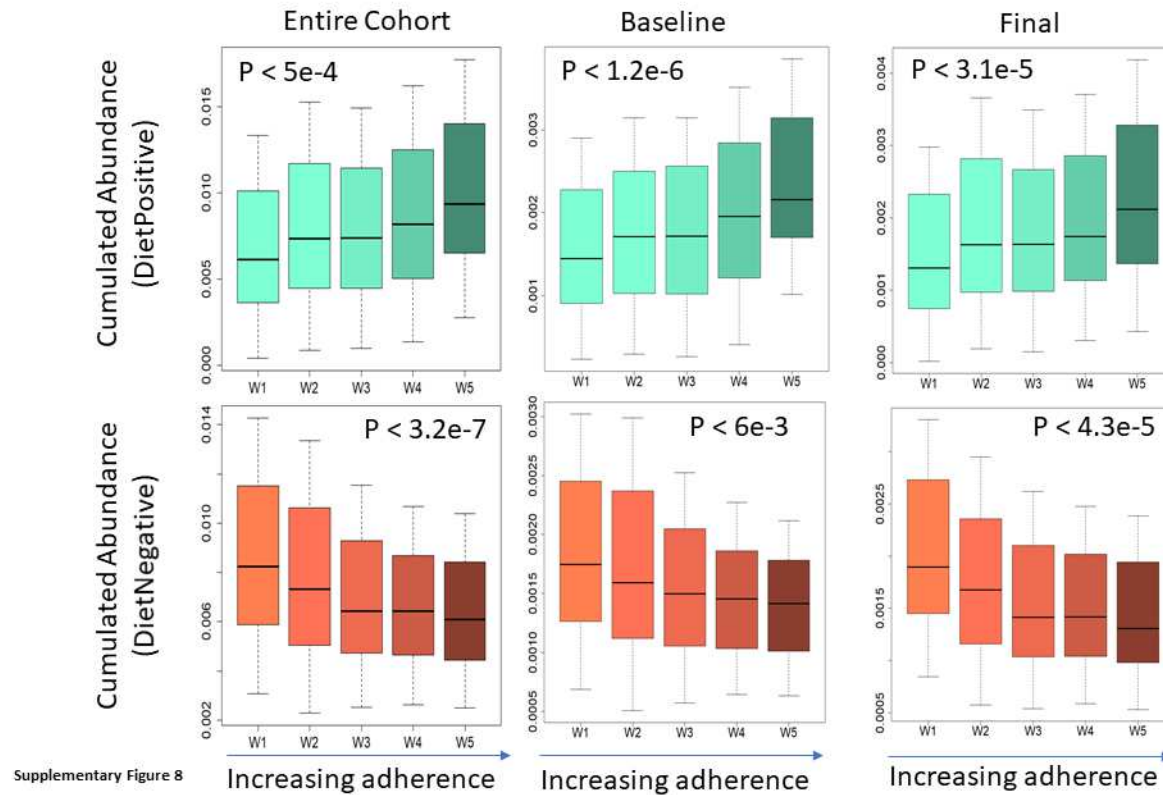 Entire Cohort
Baseline
Final
Cumulated Abundance
(DietPositive)
P < 5e-4
0.015
0.010
0.005
0.000
W1 W2 W3 W4 W5
P < 1.2e-6
0.003
0.002
0.001
W1 W2 W3 W4 W5
P < 3.1e-5
0.004
0.003
0.002
0.001
0.000
W1 W2 W3 W4 W5
Cumulated Abundance
(DietNegative)
P < 3.2e-7
0.014
0.010
0.006
0.002
W1 W2 W3 W4 W5
P < 6e-3
0.0030
0.0025
0.0020
0.0015
0.0010
0.0005
W1 W2 W3 W4 W5
P < 4.3e-5
0.0025
0.0015
0.0005
W1 W2 W3 W4 W5
Supplementary Figure 8
Increasing adherence
Increasing adherence
Increasing adherence